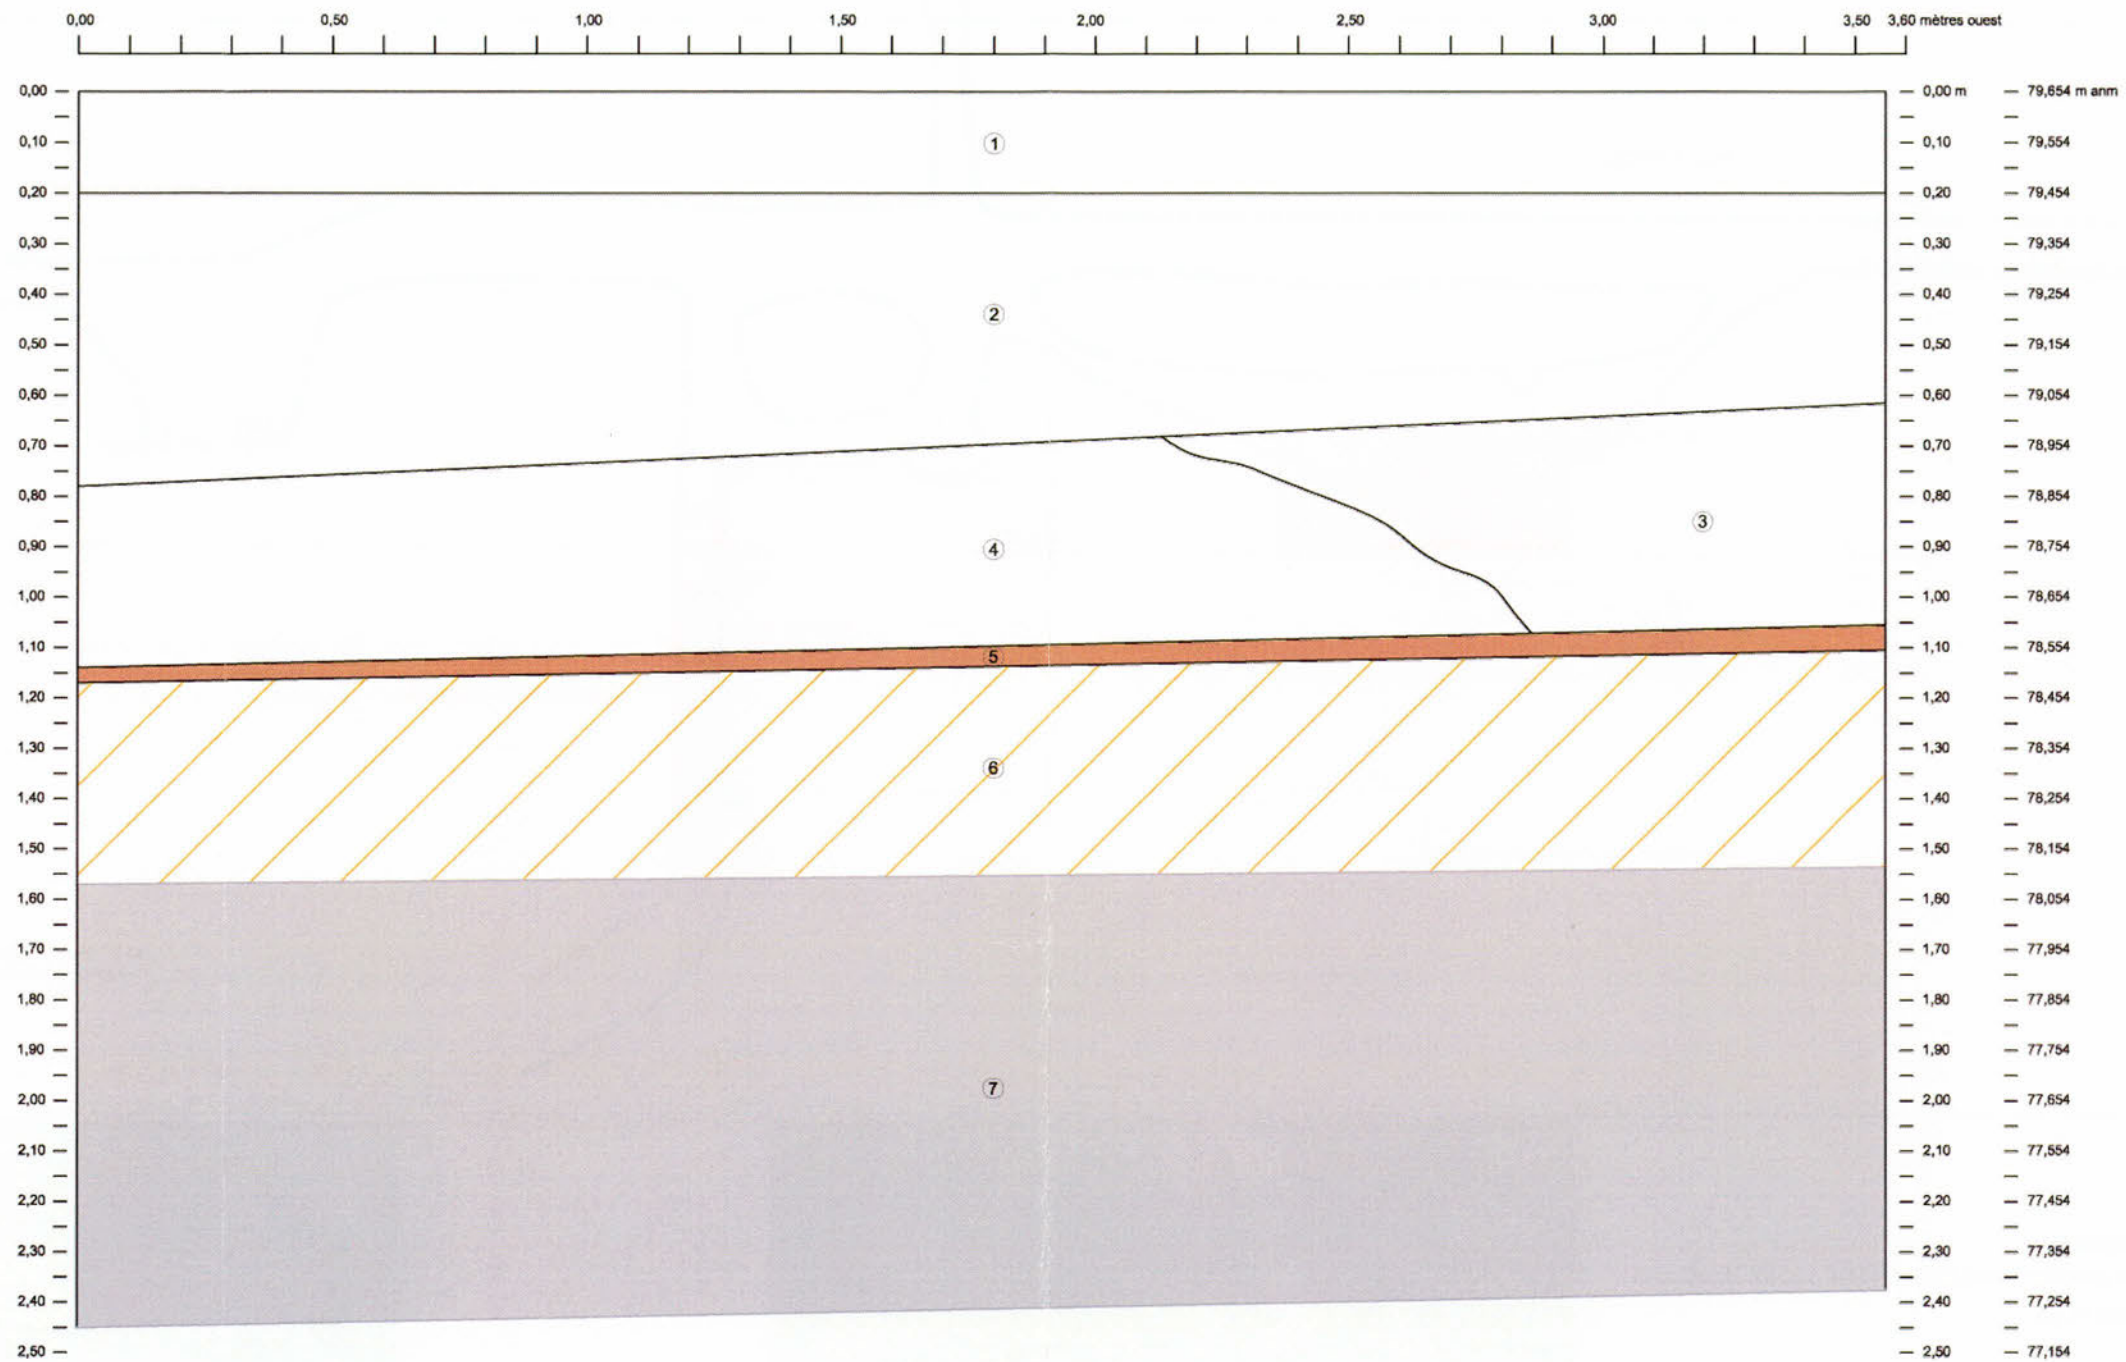 0,00 0,50 1,00 1,50 2,00 2,50 3,00 3,50 3,60 mètres ouest
0,00 0,00 m 79,654 m anm
0,10 ① 0,10 79,554
0,20 0,20 79,454
0,30 0,30 79,354
0,40 ② 0,40 79,254
0,50 0,50 79,154
0,60 0,60 79,054
0,70 0,70 78,954
0,80 0,80 78,854
③
0,90 ④ 0,90 78,754
1,00 1,00 78,654
1,10 ⑤ 1,10 78,554
1,20 1,20 78,454
1,30 ⑥ 1,30 78,354
1,40 1,40 78,254
1,50 1,50 78,154
1,60 1,60 78,054
1,70 1,70 77,954
1,80 1,80 77,854
1,90 1,90 77,754
⑦
2,00 2,00 77,654
2,10 2,10 77,554
2,20 2,20 77,454
2,30 2,30 77,354
2,40 2,40 77,254
2,50 2,50 77,154